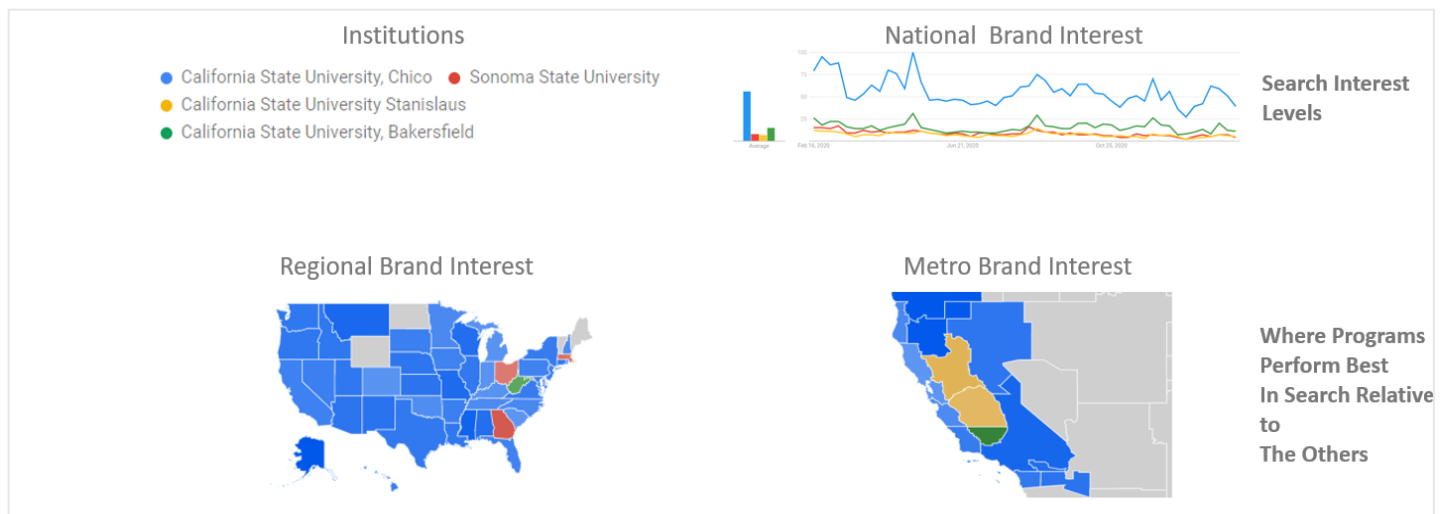 Institutions
California State University, Chico
Sonoma State University
California State University Stanislaus
California State University, Bakersfield
National Brand Interest
100
75
50
25
Average
Feb 16, 2020
Jun 21, 2020
Oct 25, 2020
Search Interest
Levels
Regional Brand Interest
Metro Brand Interest
Where Programs
Perform Best
In Search Relative
to
The Others